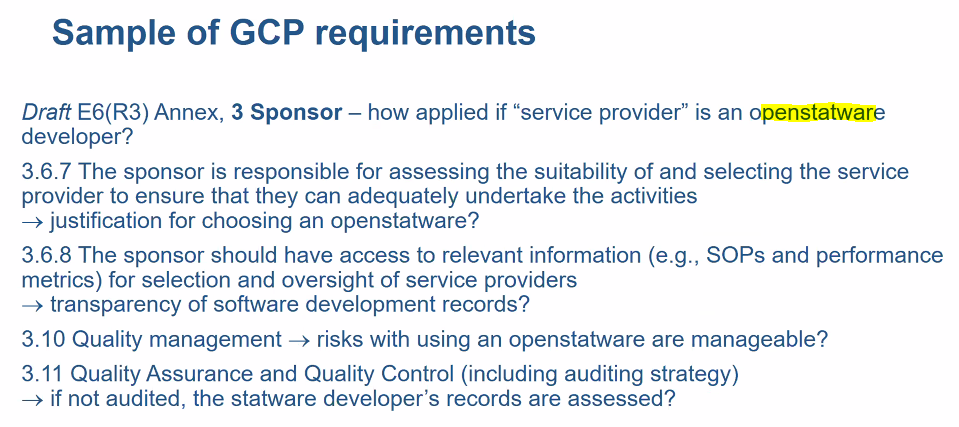 Sample of GCP requirements
Draft E6(R3) Annex, 3 Sponsor – how applied if “service provider” is an openstatware
developer?
3.6.7 The sponsor is responsible for assessing the suitability of and selecting the service
provider to ensure that they can adequately undertake the activities
→ justification for choosing an openstatware?
3.6.8 The sponsor should have access to relevant information (e.g., SOPs and performance
metrics) for selection and oversight of service providers
→ transparency of software development records?
3.10 Quality management → risks with using an openstatware are manageable?
3.11 Quality Assurance and Quality Control (including auditing strategy)
→ if not audited, the statware developer’s records are assessed?